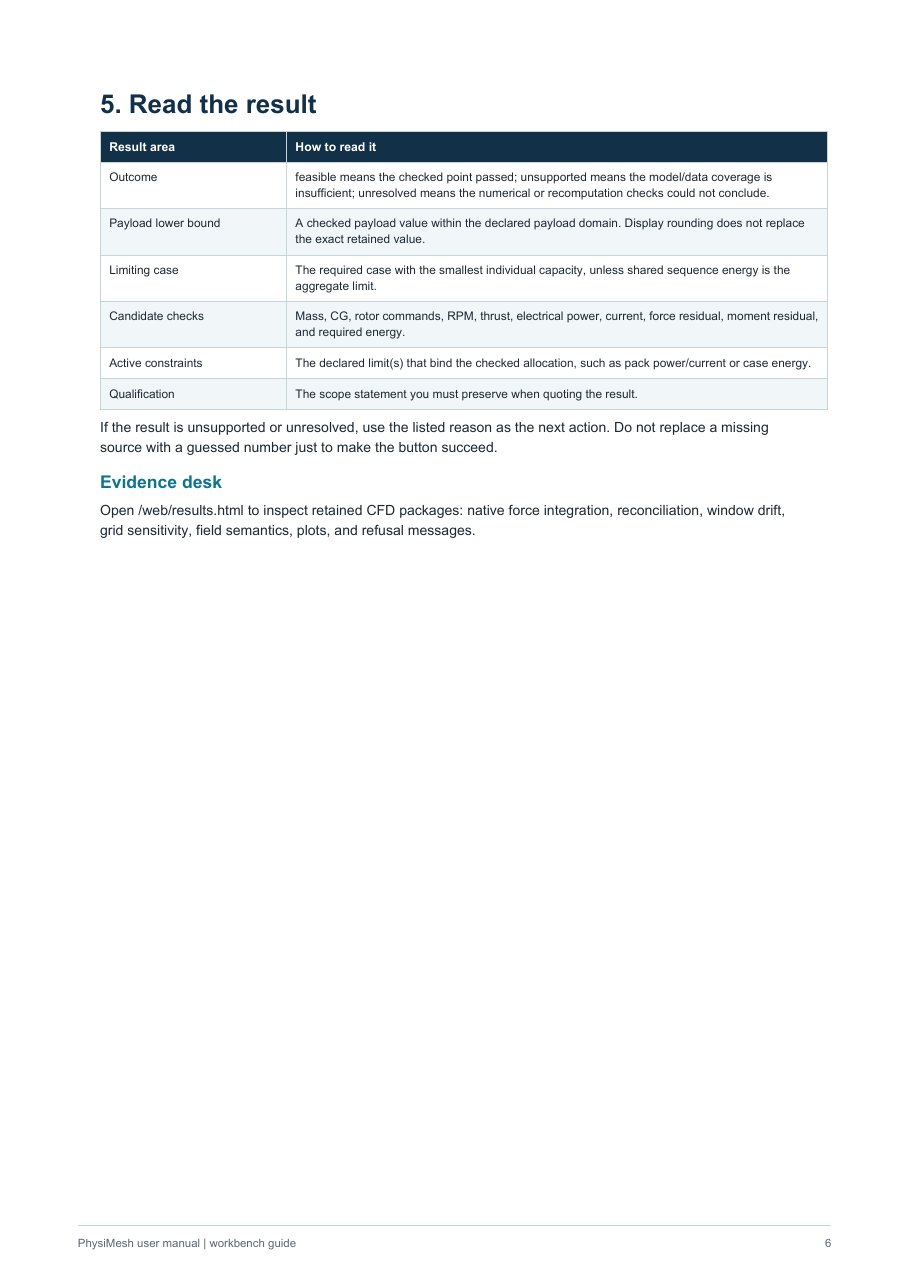 5. Read the result
Result area
How to read it
Outcome
feasible means the checked point passed; unsupported means the model/data coverage is
insufficient; unresolved means the numerical or recomputation checks could not conclude.
Payload lower bound
A checked payload value within the declared payload domain. Display rounding does not replace
the exact retained value.
Limiting case
The required case with the smallest individual capacity, unless shared sequence energy is the
aggregate limit.
Candidate checks
Mass, CG, rotor commands, RPM, thrust, electrical power, current, force residual, moment residual,
and required energy.
Active constraints
The declared limit(s) that bind the checked allocation, such as pack power/current or case energy.
Qualification
The scope statement you must preserve when quoting the result.
If the result is unsupported or unresolved, use the listed reason as the next action. Do not replace a missing
source with a guessed number just to make the button succeed.
Evidence desk
Open /web/results.html to inspect retained CFD packages: native force integration, reconciliation, window drift,
grid sensitivity, field semantics, plots, and refusal messages.
PhysiMesh user manual | workbench guide
6